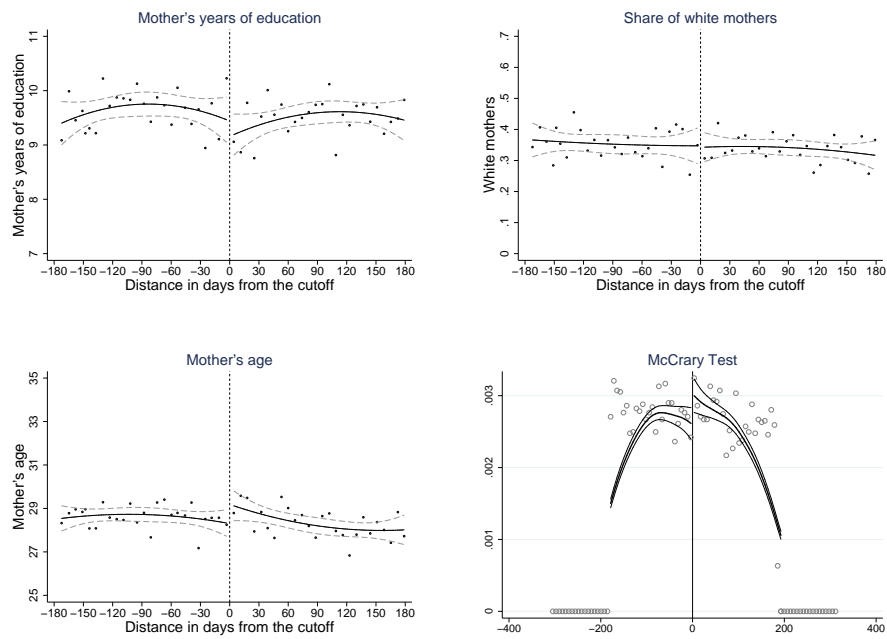 Mother's years of education
Mother's years of education
11
10
9
8
7
−180 −150 −120 −90 −60 −30 0 30 60 90 120 150 180
Distance in days from the cutoff
Share of white mothers
White mothers
.7
.6
.5
.4
.3
.2
.1
0
−180 −150 −120 −90 −60 −30 0 30 60 90 120 150 180
Distance in days from the cutoff
Mother's age
Mother's age
35
33
31
29
27
25
−180 −150 −120 −90 −60 −30 0 30 60 90 120 150 180
Distance in days from the cutoff
McCrary Test
.003
.002
.001
0
−400 −200 0 200 400